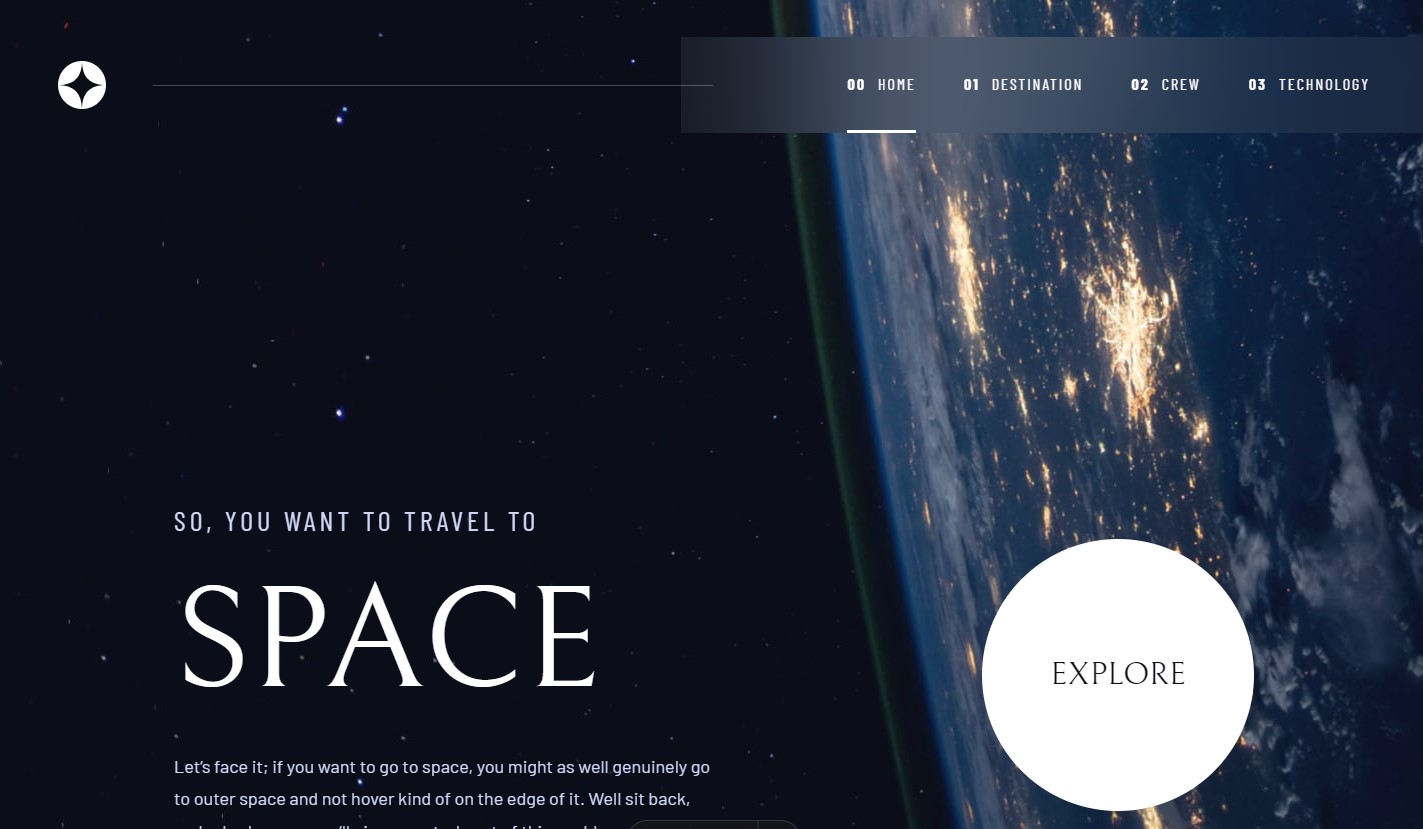 00 HOME 01 DESTINATION 02 CREW 03 TECHNOLOGY
SO, YOU WANT TO TRAVEL TO
SPACE
EXPLORE
Let’s face it; if you want to go to space, you might as well genuinely go
to outer space and not hover kind of on the edge of it. Well sit back,